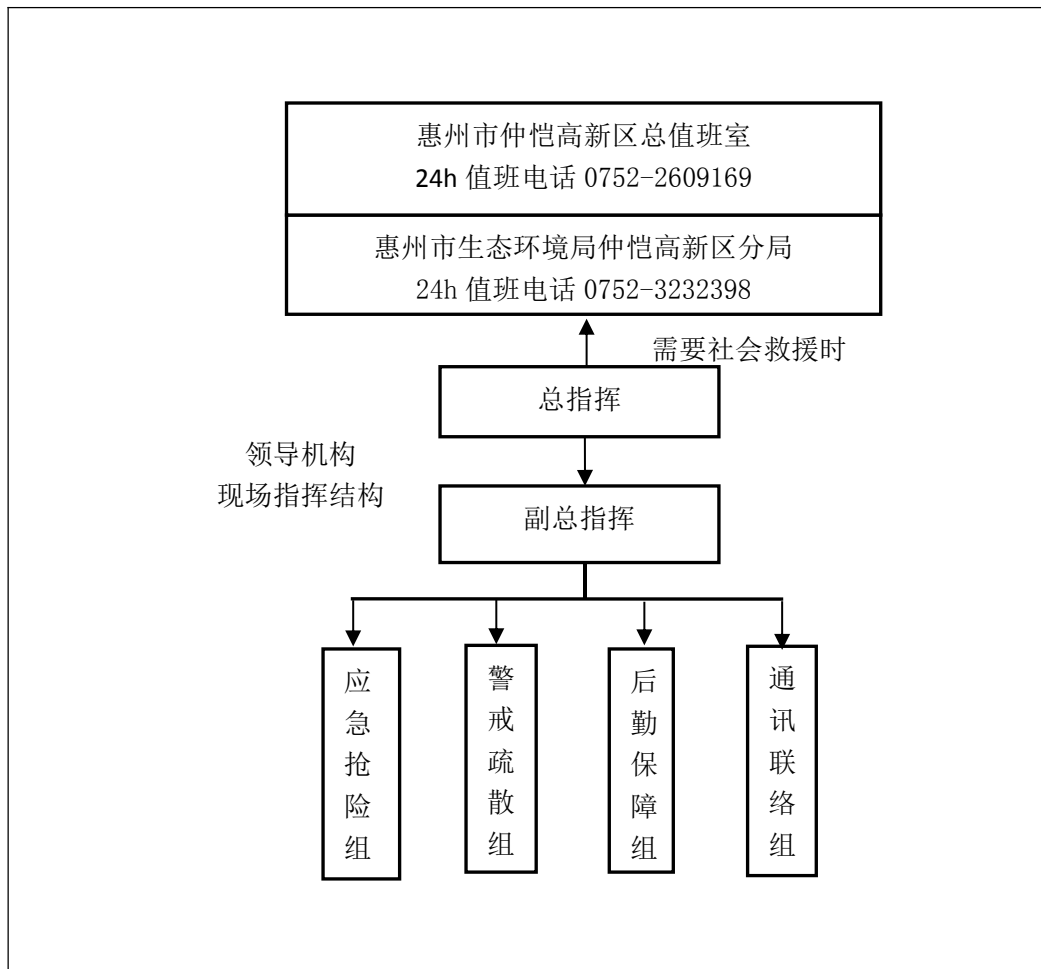 惠州市仲恺高新区总值班室
24h 值班电话 0752-2609169
惠州市生态环境局仲恺高新区分局
24h 值班电话 0752-3232398
需要社会救援时
总指挥
领导机构
现场指挥结构
副总指挥
应急抢险组
警戒疏散组
后勤保障组
通讯联络组